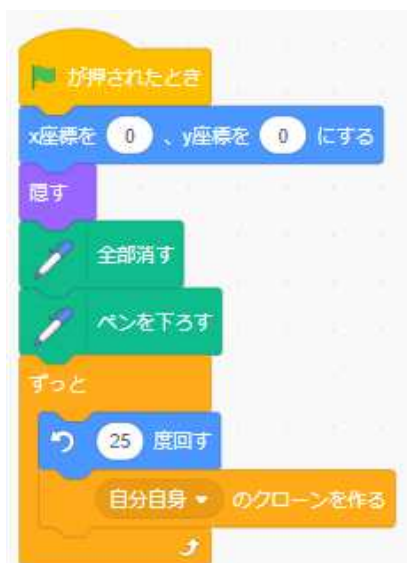 が押されたとき
x座標を 0 、y座標を 0 にする
隠す
全部消す
ペンを下ろす
ずっと
25 度回す
自分自身 のクローンを作る